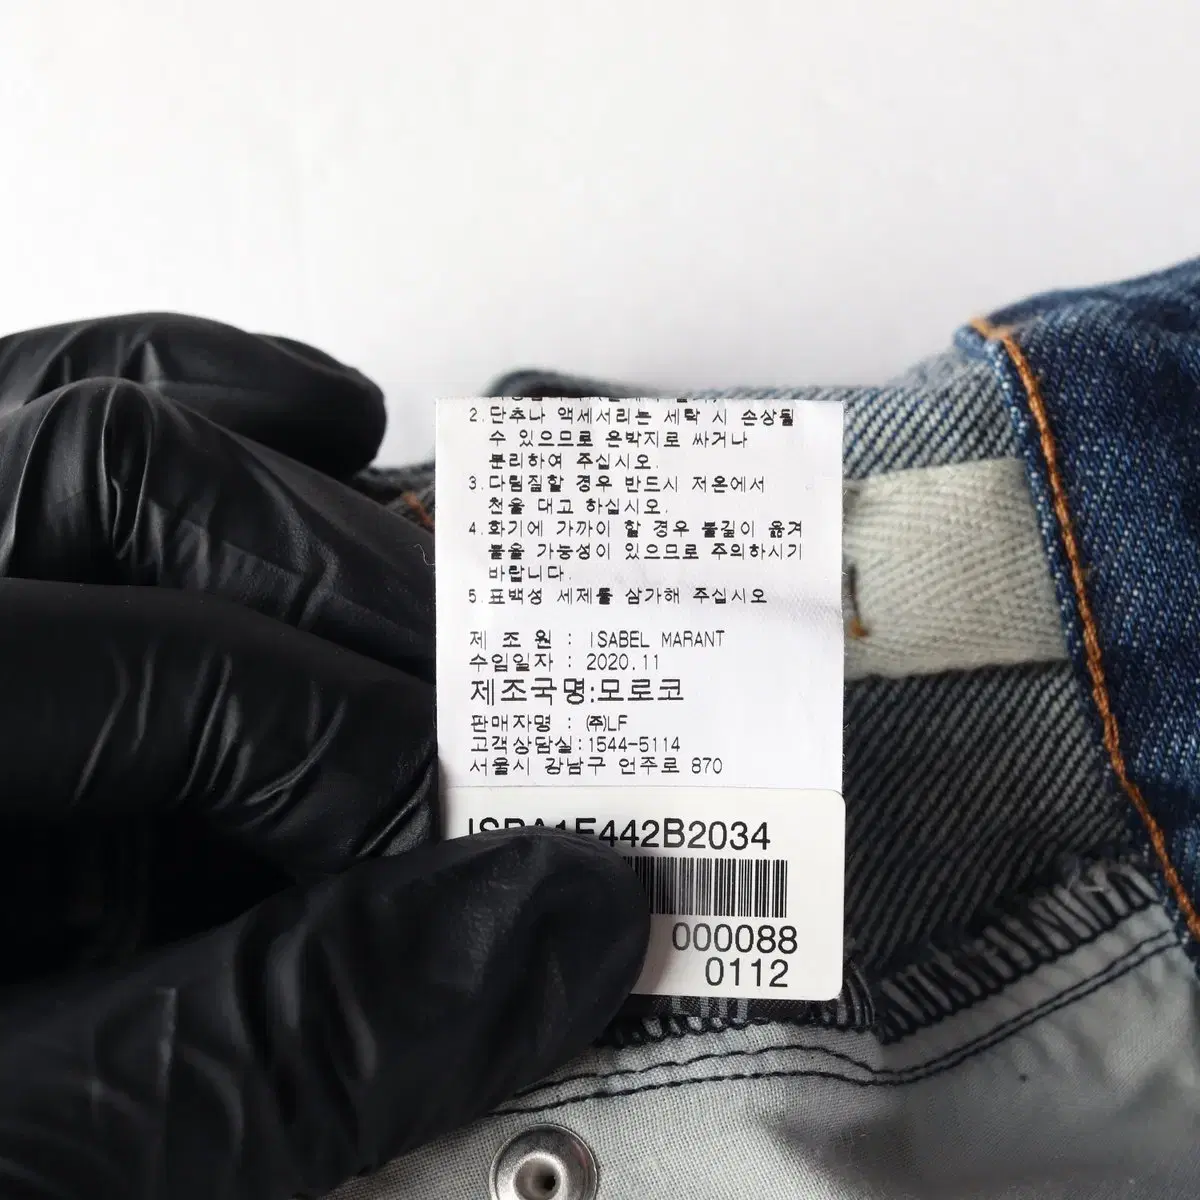 2.단추나 액세서리는 세탁 시 손상될
수 있으므로 은박지로 싸거나
분리하여 주십시오.
3.다림질할 경우 반드시 저온에서
천을 대고 하십시오.
4.화기에 가까이 할 경우 불길이 옮겨
붙을 가능성이 있으므로 주의하시기
바랍니다.
5.표백성 세제를 삼가해 주십시오
제 조 원 : ISABEL MARANT
수입일자 : 2020.11
제조국명:모로코
판매자명 : ㈜LF
고객상담실:1544-5114
서울시 강남구 언주로 870
442B2034
000088
0112